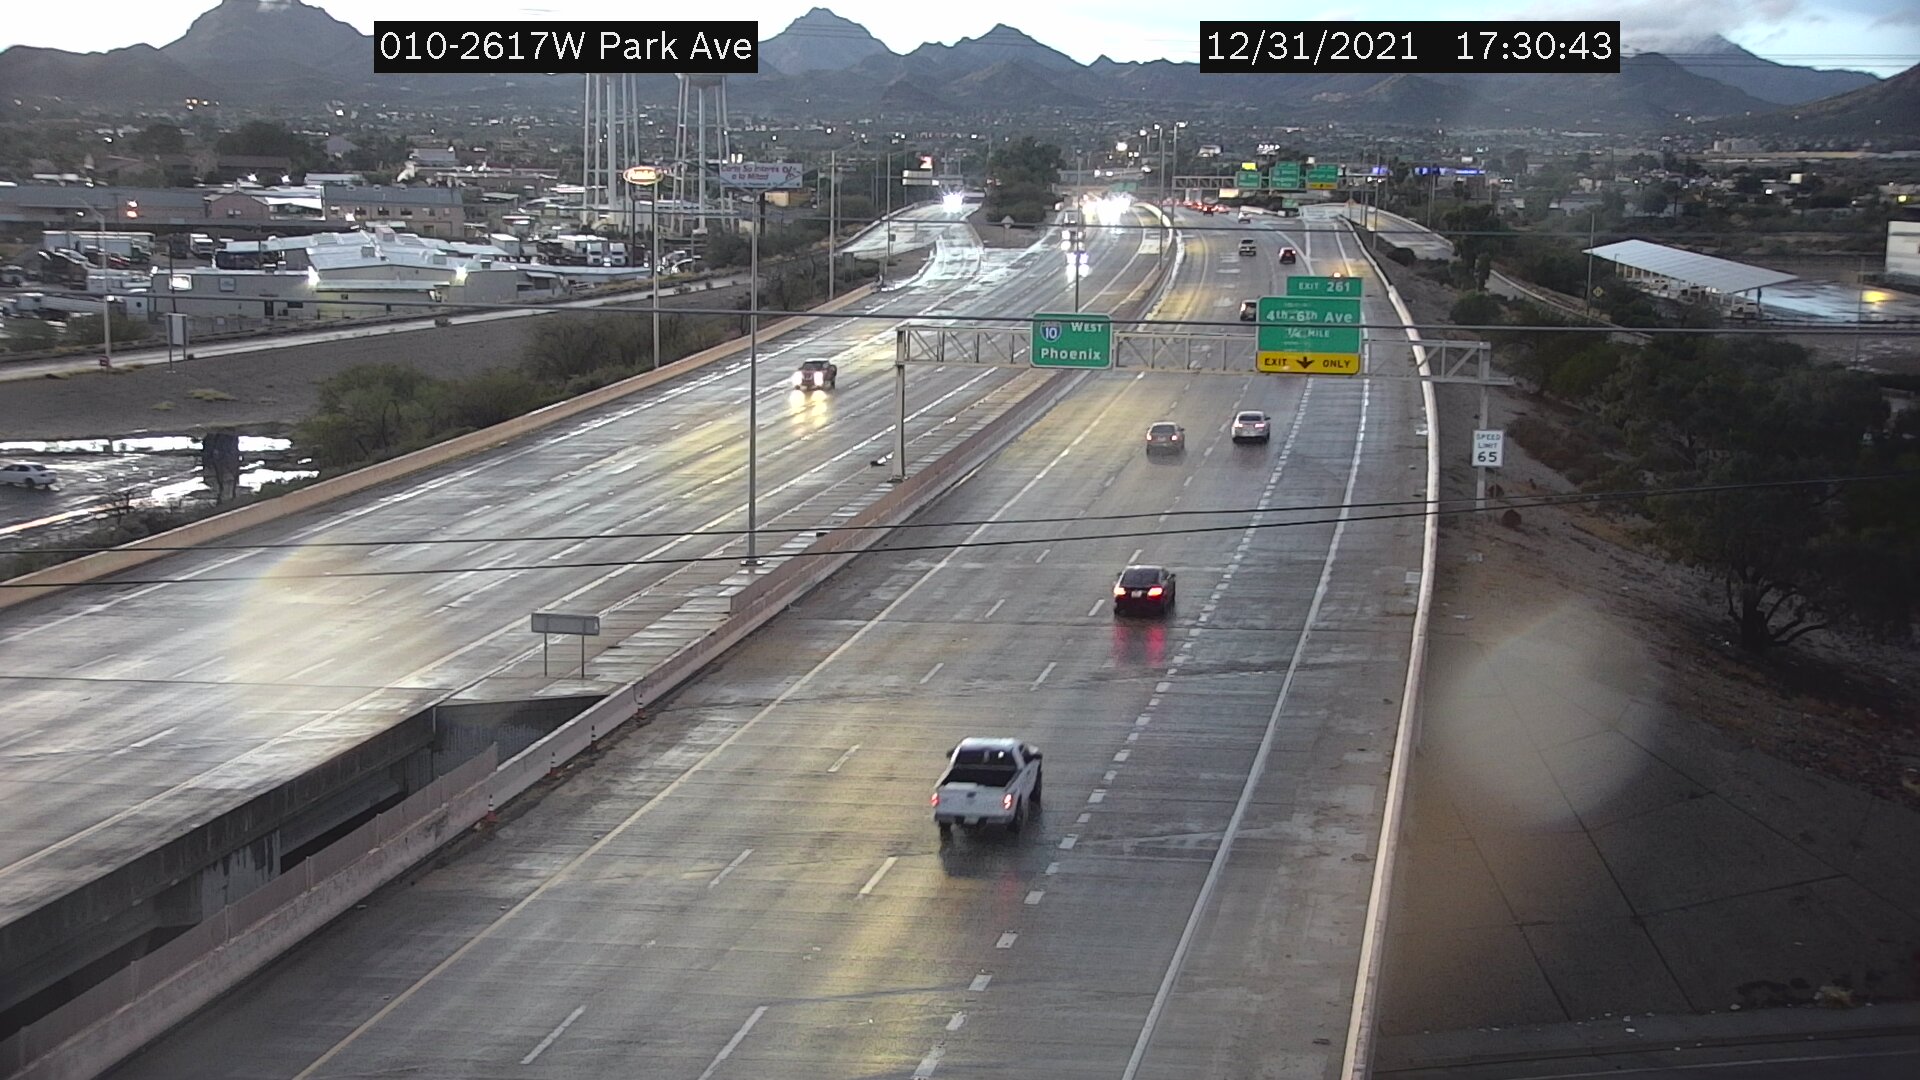 010-2617W Park Ave
12/31/2021 17:30:43
EXIT 261
4th-6th Ave
1/4 MILE
EXIT ONLY
10 WEST
Phoenix
SPEED
LIMIT
65